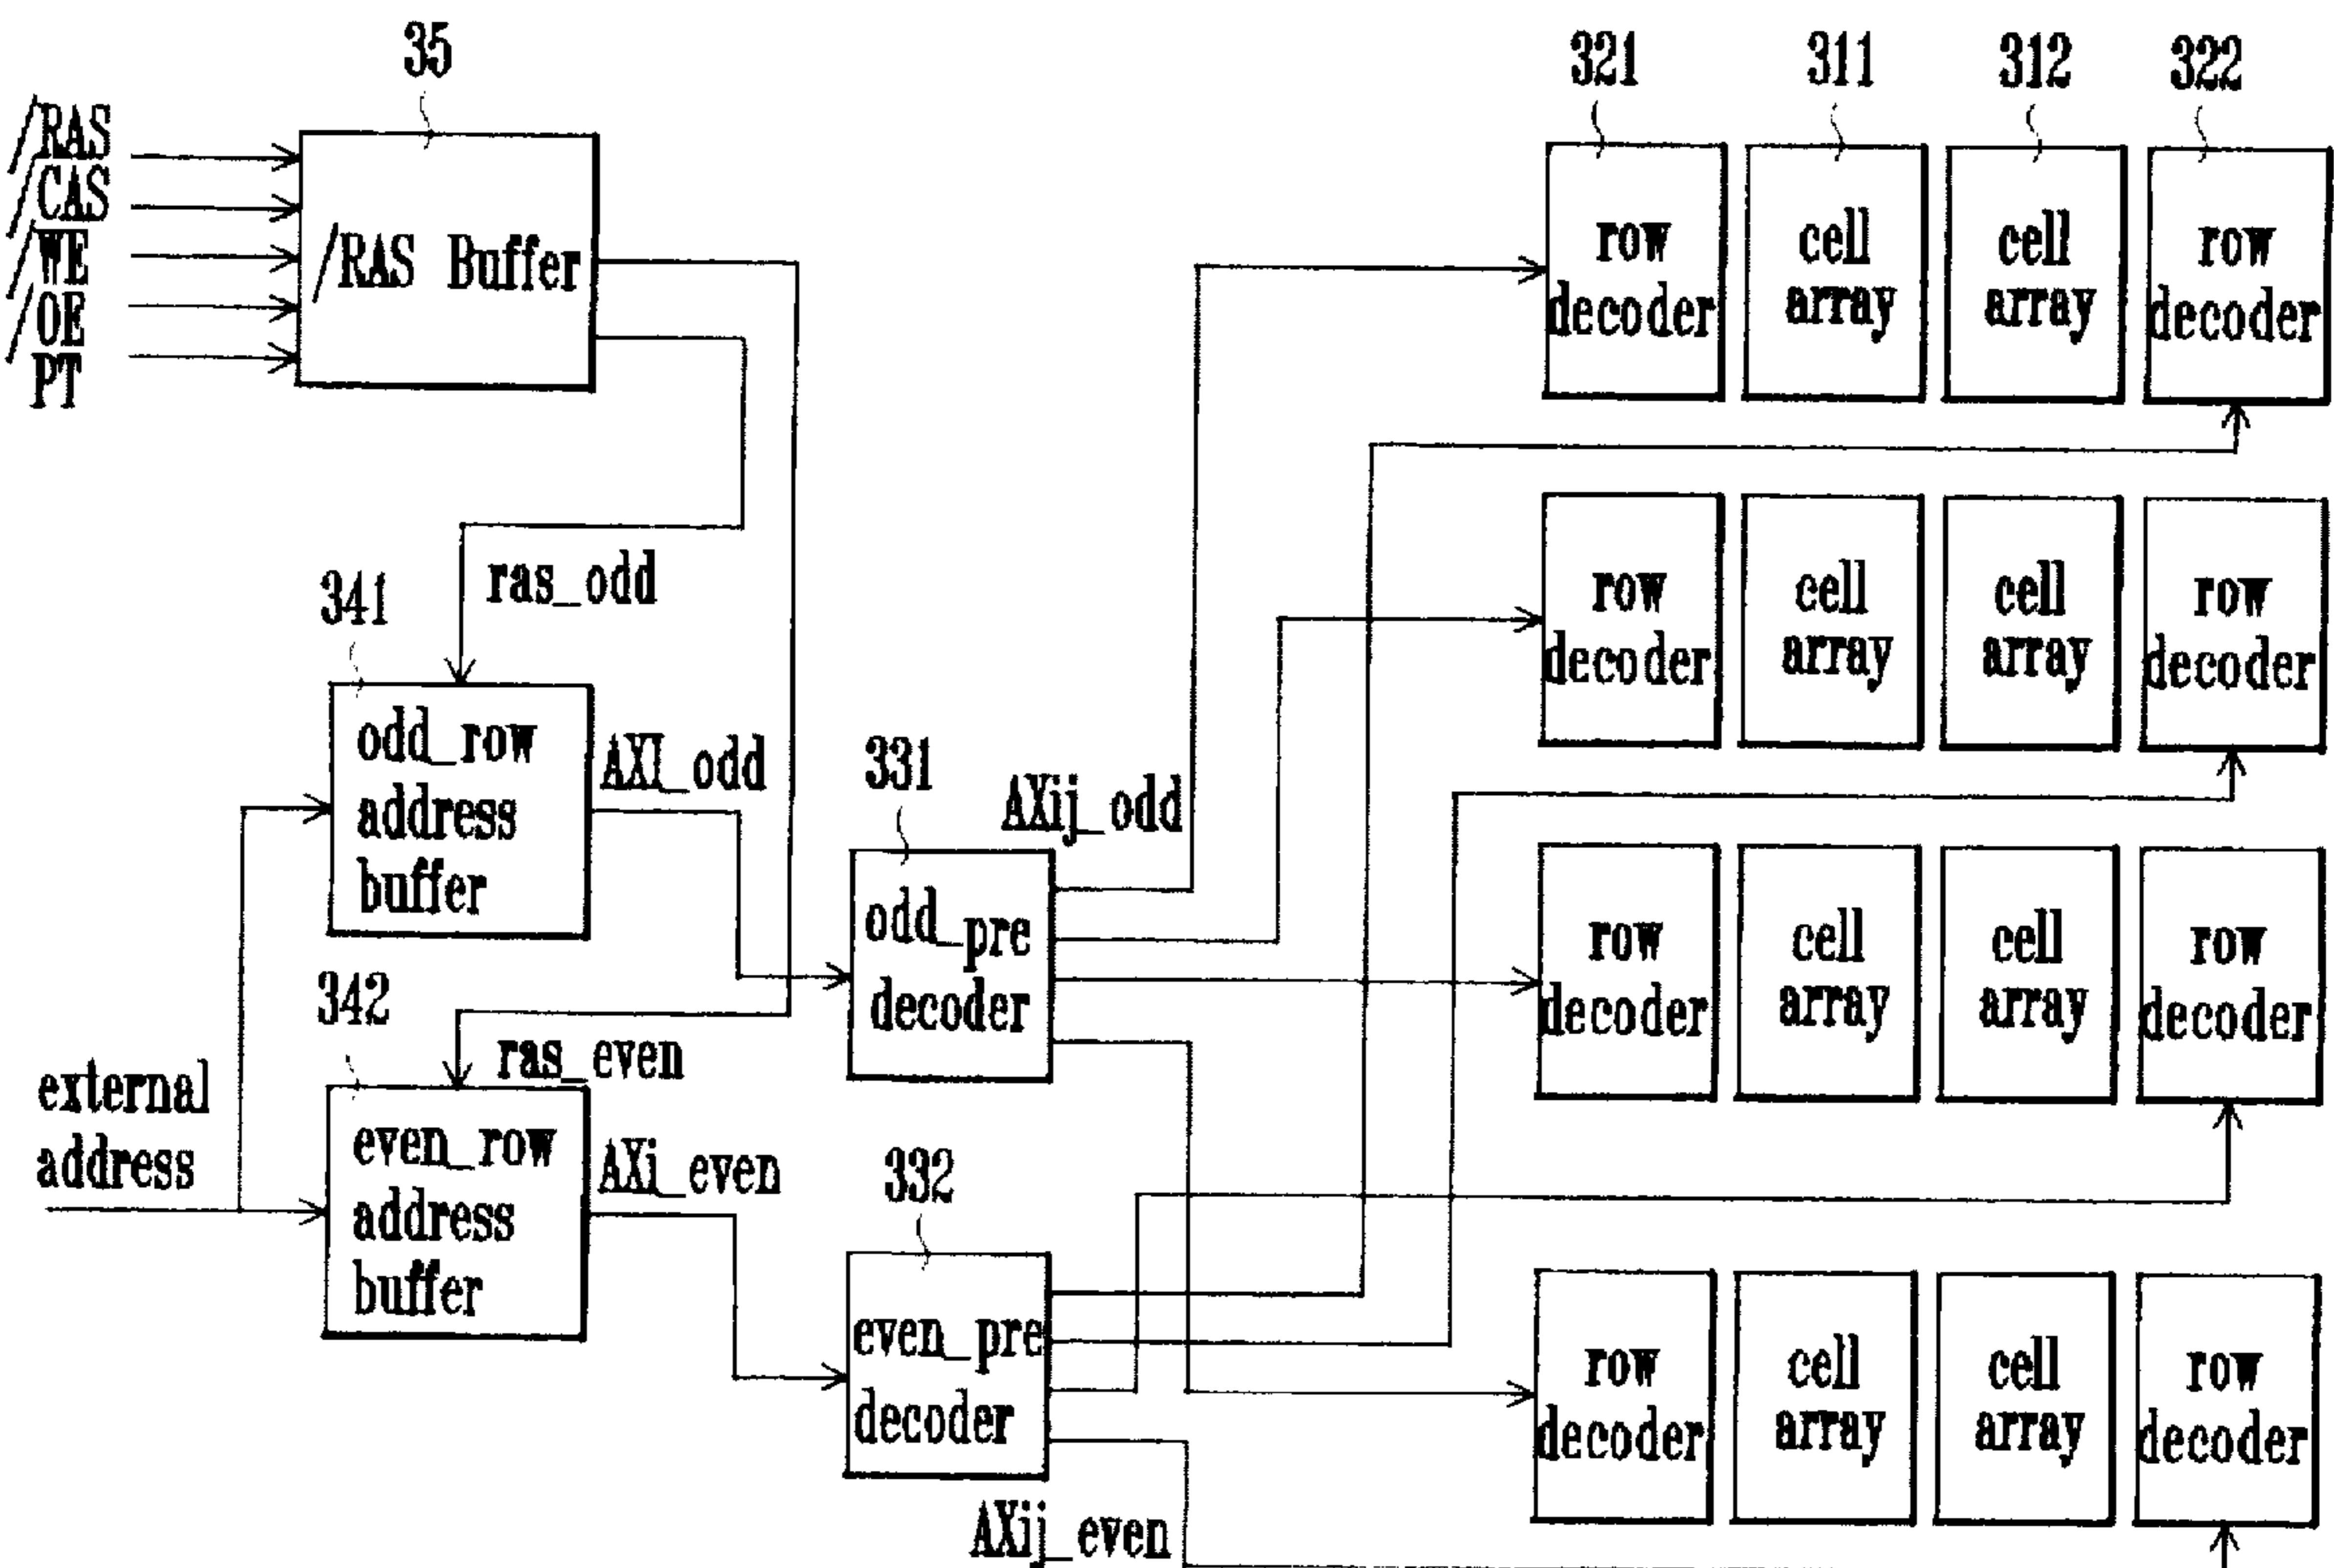 35
321
311
312
322
/RAS
/CAS
/WE
/OE
PT
/RAS Buffer
row
decoder
cell
array
cell
array
row
decoder
ras_odd
341
odd_row
address
buffer
AXI_odd
row
decoder
cell
array
cell
array
row
decoder
331
AXij_odd
odd_pre
decoder
row
decoder
cell
array
cell
array
row
decoder
342
ras_even
external
address
even_row
address
buffer
AXi_even
332
even_pre
decoder
AXij_even
row
decoder
cell
array
cell
array
row
decoder